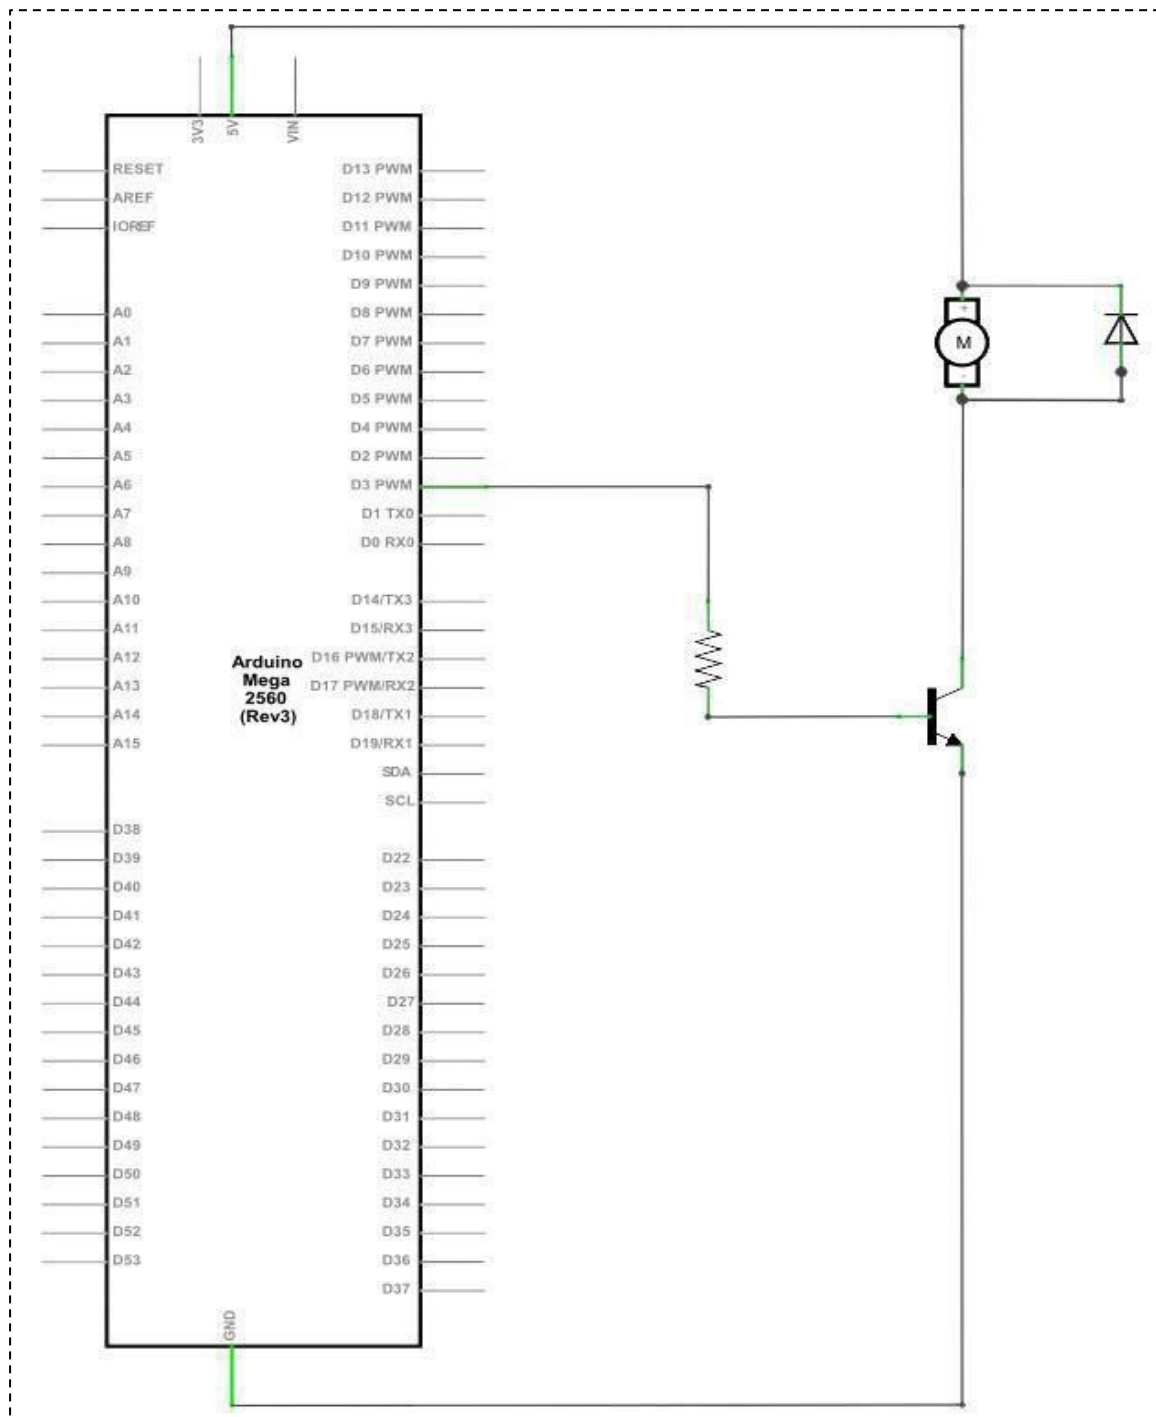 3V3
5V
VIN
RESET
AREF
IOREF
A0
A1
A2
A3
A4
A5
A6
A7
A8
A9
A10
A11
A12
A13
A14
A15
D38
D39
D40
D41
D42
D43
D44
D45
D46
D47
D48
D49
D50
D51
D52
D53
Arduino
Mega
2560
(Rev3)
D13 PWM
D12 PWM
D11 PWM
D10 PWM
D9 PWM
D8 PWM
D7 PWM
D6 PWM
D5 PWM
D4 PWM
D2 PWM
D3 PWM
D1 TX0
D0 RX0
D14/TX3
D15/RX3
D16 PWM/TX2
D17 PWM/RX2
D18/TX1
D19/RX1
SDA
SCL
D22
D23
D24
D25
D26
D27
D28
D29
D30
D31
D32
D33
D34
D35
D36
D37
GND
+
M
-